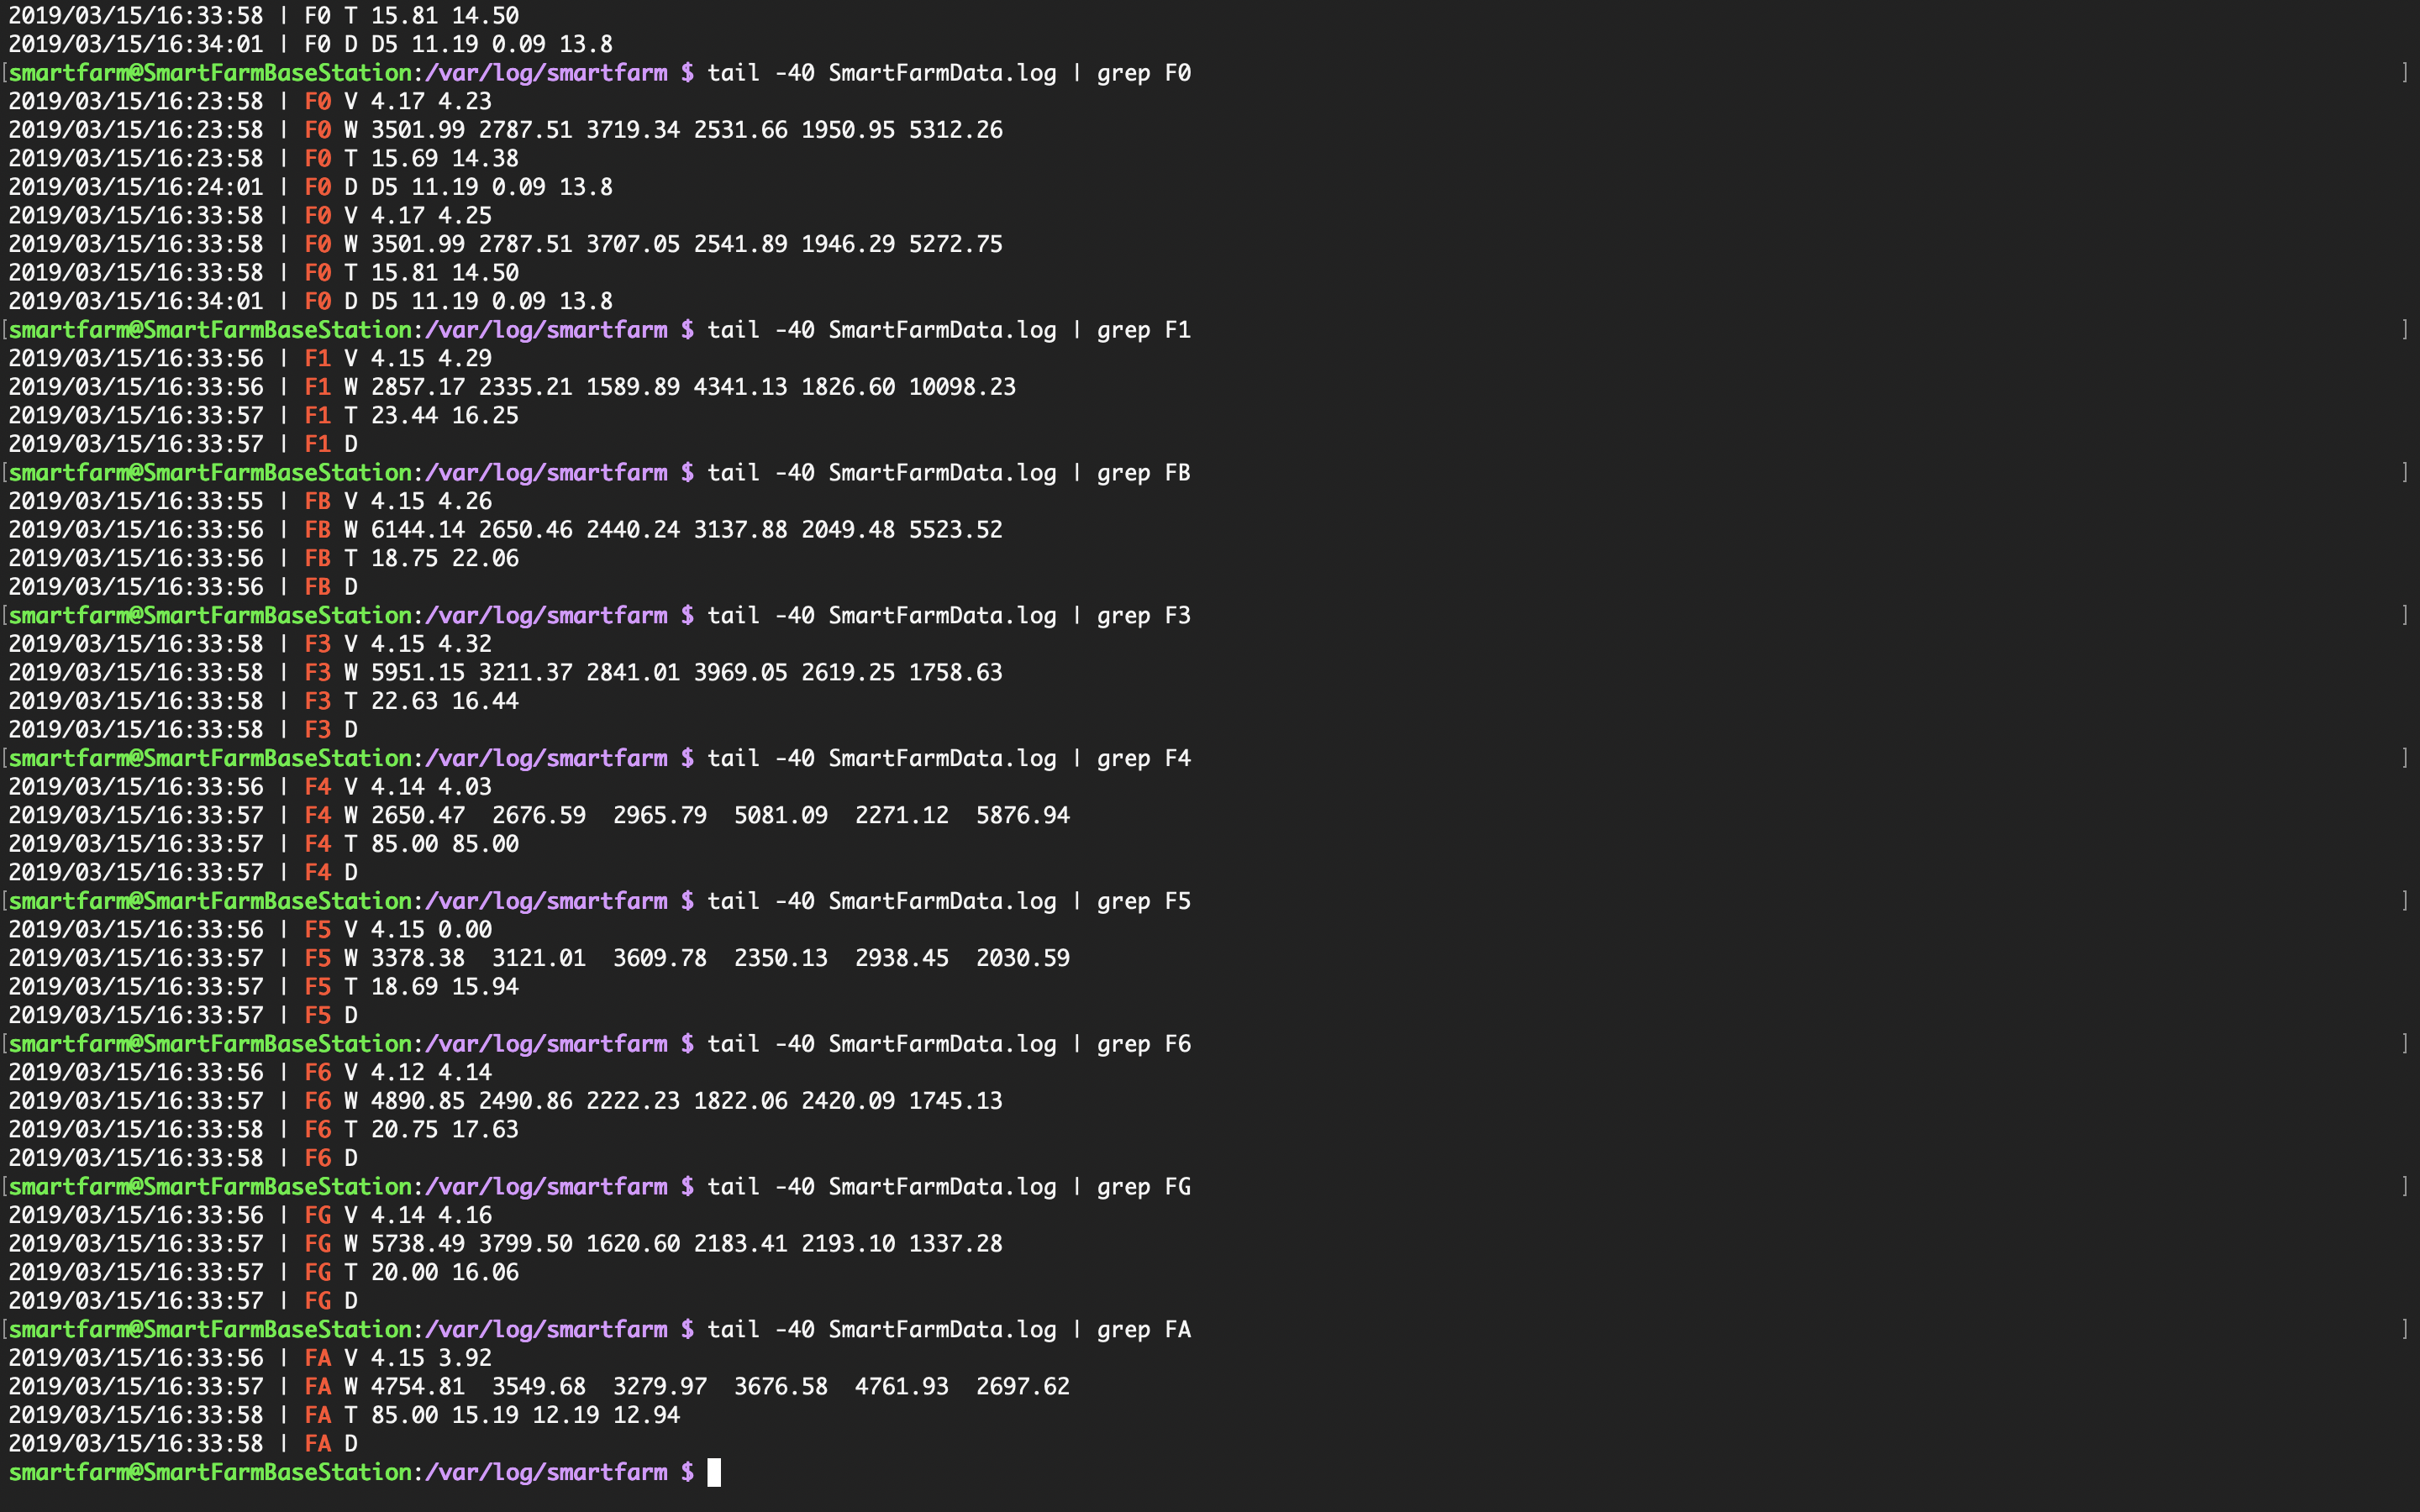 2019/03/15/16:33:58 | F0 T 15.81 14.50
2019/03/15/16:34:01 | F0 D D5 11.19 0.09 13.8
[smartfarm@SmartFarmBaseStation:/var/log/smartfarm $ tail -40 SmartFarmData.log | grep F0 ]
2019/03/15/16:23:58 | F0 V 4.17 4.23
2019/03/15/16:23:58 | F0 W 3501.99 2787.51 3719.34 2531.66 1950.95 5312.26
2019/03/15/16:23:58 | F0 T 15.69 14.38
2019/03/15/16:24:01 | F0 D D5 11.19 0.09 13.8
2019/03/15/16:33:58 | F0 V 4.17 4.25
2019/03/15/16:33:58 | F0 W 3501.99 2787.51 3707.05 2541.89 1946.29 5272.75
2019/03/15/16:33:58 | F0 T 15.81 14.50
2019/03/15/16:34:01 | F0 D D5 11.19 0.09 13.8
[smartfarm@SmartFarmBaseStation:/var/log/smartfarm $ tail -40 SmartFarmData.log | grep F1 ]
2019/03/15/16:33:56 | F1 V 4.15 4.29
2019/03/15/16:33:56 | F1 W 2857.17 2335.21 1589.89 4341.13 1826.60 10098.23
2019/03/15/16:33:57 | F1 T 23.44 16.25
2019/03/15/16:33:57 | F1 D
[smartfarm@SmartFarmBaseStation:/var/log/smartfarm $ tail -40 SmartFarmData.log | grep FB ]
2019/03/15/16:33:55 | FB V 4.15 4.26
2019/03/15/16:33:56 | FB W 6144.14 2650.46 2440.24 3137.88 2049.48 5523.52
2019/03/15/16:33:56 | FB T 18.75 22.06
2019/03/15/16:33:56 | FB D
[smartfarm@SmartFarmBaseStation:/var/log/smartfarm $ tail -40 SmartFarmData.log | grep F3 ]
2019/03/15/16:33:58 | F3 V 4.15 4.32
2019/03/15/16:33:58 | F3 W 5951.15 3211.37 2841.01 3969.05 2619.25 1758.63
2019/03/15/16:33:58 | F3 T 22.63 16.44
2019/03/15/16:33:58 | F3 D
[smartfarm@SmartFarmBaseStation:/var/log/smartfarm $ tail -40 SmartFarmData.log | grep F4 ]
2019/03/15/16:33:56 | F4 V 4.14 4.03
2019/03/15/16:33:57 | F4 W 2650.47  2676.59  2965.79  5081.09  2271.12  5876.94
2019/03/15/16:33:57 | F4 T 85.00 85.00
2019/03/15/16:33:57 | F4 D
[smartfarm@SmartFarmBaseStation:/var/log/smartfarm $ tail -40 SmartFarmData.log | grep F5 ]
2019/03/15/16:33:56 | F5 V 4.15 0.00
2019/03/15/16:33:57 | F5 W 3378.38  3121.01  3609.78  2350.13  2938.45  2030.59
2019/03/15/16:33:57 | F5 T 18.69 15.94
2019/03/15/16:33:57 | F5 D
[smartfarm@SmartFarmBaseStation:/var/log/smartfarm $ tail -40 SmartFarmData.log | grep F6 ]
2019/03/15/16:33:56 | F6 V 4.12 4.14
2019/03/15/16:33:57 | F6 W 4890.85 2490.86 2222.23 1822.06 2420.09 1745.13
2019/03/15/16:33:58 | F6 T 20.75 17.63
2019/03/15/16:33:58 | F6 D
[smartfarm@SmartFarmBaseStation:/var/log/smartfarm $ tail -40 SmartFarmData.log | grep FG ]
2019/03/15/16:33:56 | FG V 4.14 4.16
2019/03/15/16:33:57 | FG W 5738.49 3799.50 1620.60 2183.41 2193.10 1337.28
2019/03/15/16:33:57 | FG T 20.00 16.06
2019/03/15/16:33:57 | FG D
[smartfarm@SmartFarmBaseStation:/var/log/smartfarm $ tail -40 SmartFarmData.log | grep FA ]
2019/03/15/16:33:56 | FA V 4.15 3.92
2019/03/15/16:33:57 | FA W 4754.81  3549.68  3279.97  3676.58  4761.93  2697.62
2019/03/15/16:33:58 | FA T 85.00 15.19 12.19 12.94
2019/03/15/16:33:58 | FA D
smartfarm@SmartFarmBaseStation:/var/log/smartfarm $